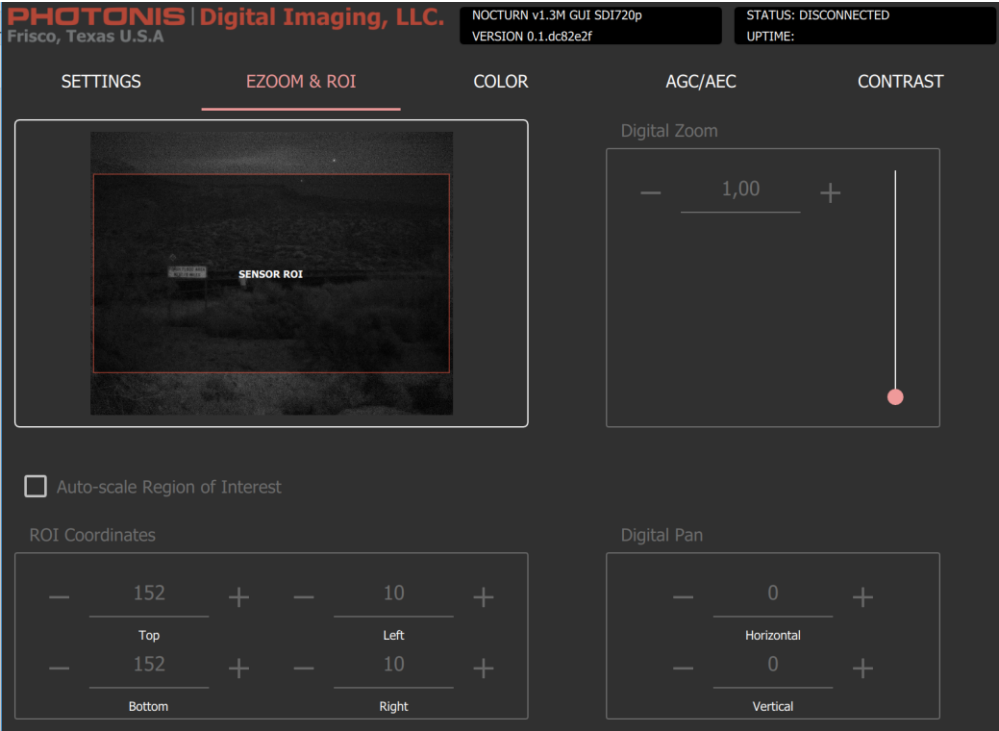 PHOTONIS | Digital Imaging, LLC.
Frisco, Texas U.S.A
NOCTURN v1.3M GUI SDI720p
VERSION 0.1.dc82e2f
STATUS: DISCONNECTED
UPTIME:
SETTINGS
EZOOM & ROI
COLOR
AGC/AEC
CONTRAST
SENSOR ROI
Digital Zoom
1,00
Auto-scale Region of Interest
ROI Coordinates
152
10
Top
Left
152
10
Bottom
Right
Digital Pan
0
Horizontal
0
Vertical